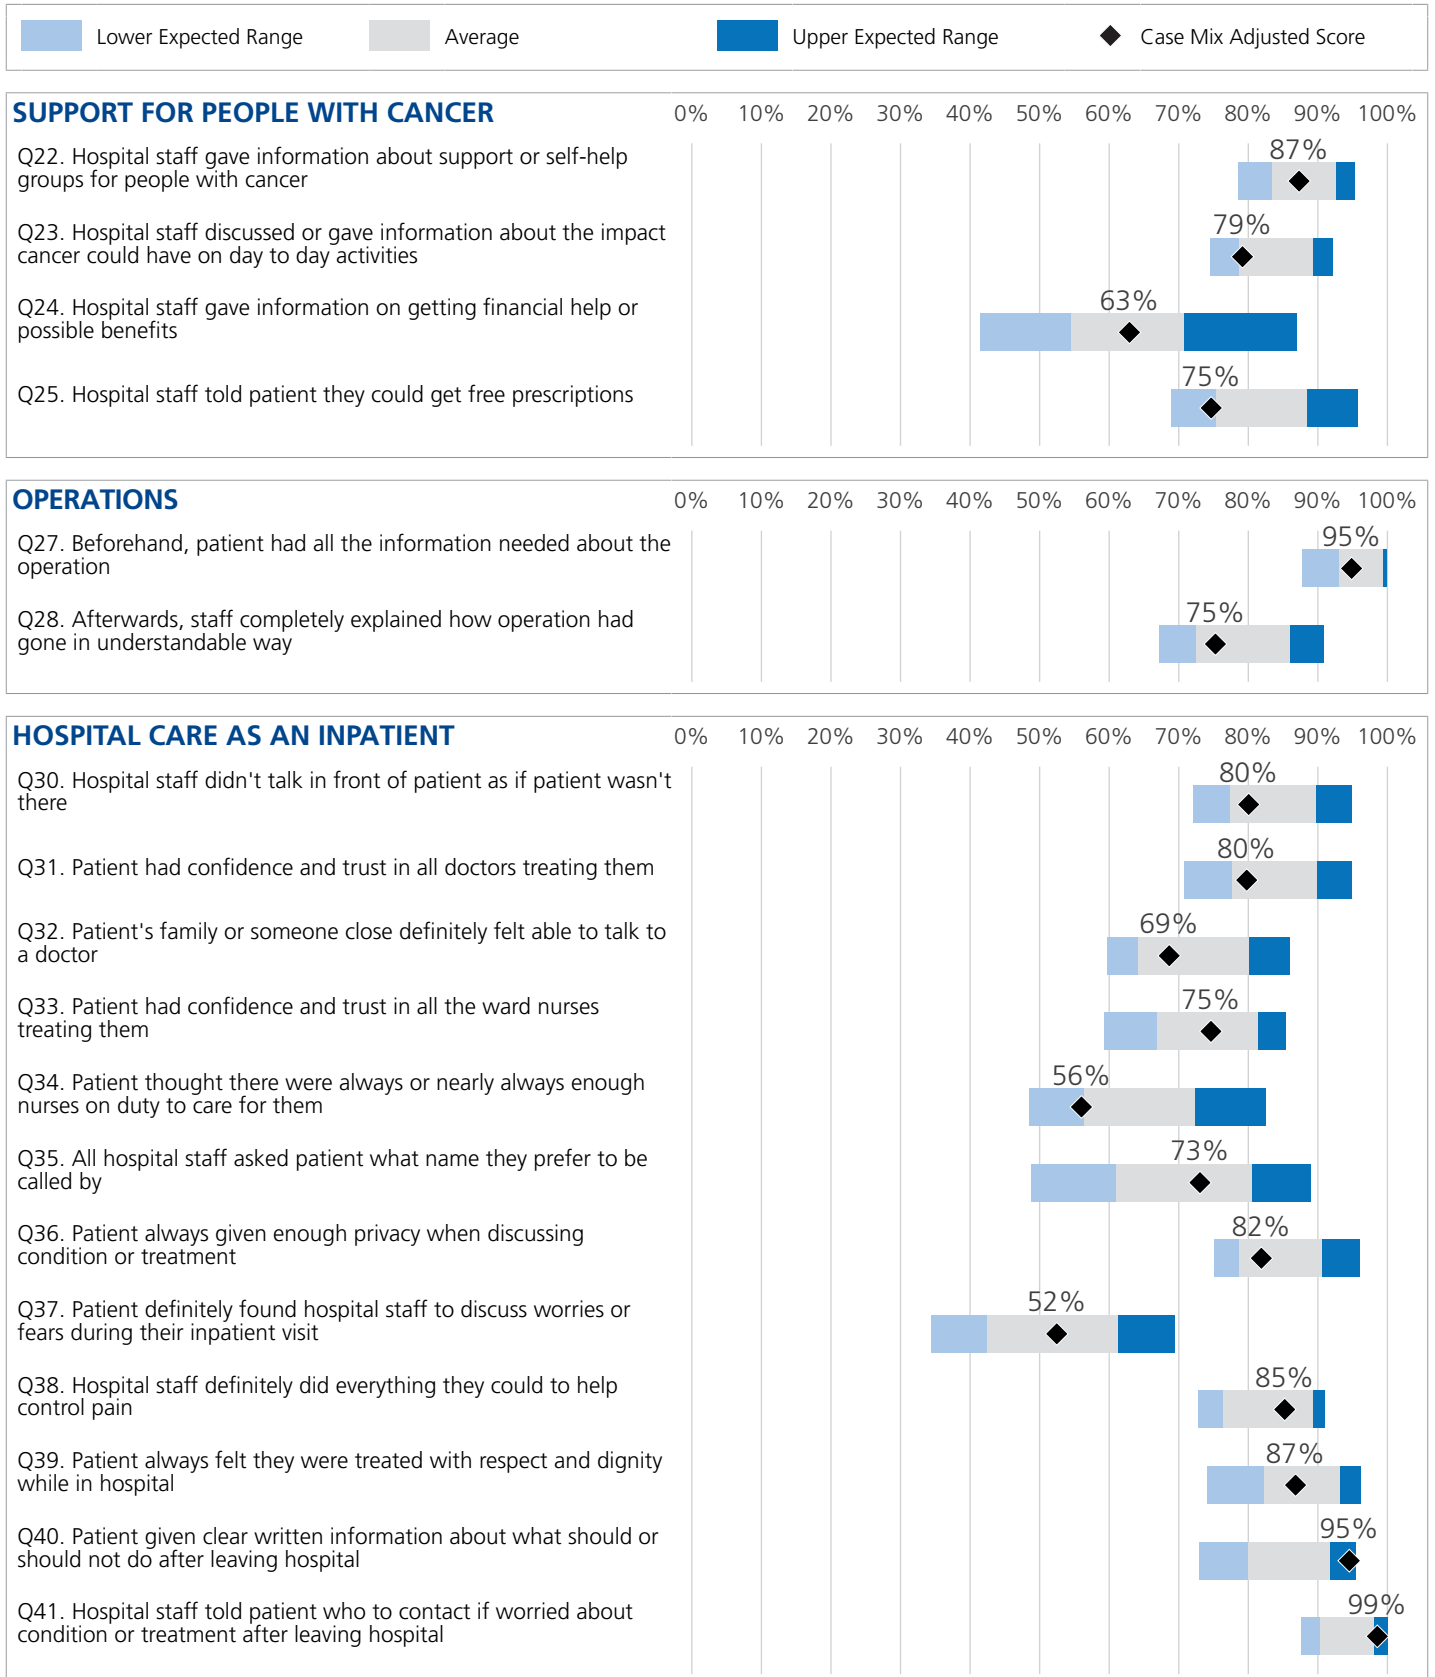 Lower Expected Range Average Upper Expected Range Case Mix Adjusted Score
SUPPORT FOR PEOPLE WITH CANCER 0% 10% 20% 30% 40% 50% 60% 70% 80% 90% 100%
Q22. Hospital staff gave information about support or self-help
groups for people with cancer
87%
Q23. Hospital staff discussed or gave information about the impact
cancer could have on day to day activities
79%
Q24. Hospital staff gave information on getting financial help or
possible benefits
63%
Q25. Hospital staff told patient they could get free prescriptions
75%
OPERATIONS 0% 10% 20% 30% 40% 50% 60% 70% 80% 90% 100%
Q27. Beforehand, patient had all the information needed about the
operation
95%
Q28. Afterwards, staff completely explained how operation had
gone in understandable way
75%
HOSPITAL CARE AS AN INPATIENT 0% 10% 20% 30% 40% 50% 60% 70% 80% 90% 100%
Q30. Hospital staff didn't talk in front of patient as if patient wasn't
there
80%
Q31. Patient had confidence and trust in all doctors treating them
80%
Q32. Patient's family or someone close definitely felt able to talk to
a doctor
69%
Q33. Patient had confidence and trust in all the ward nurses
treating them
75%
Q34. Patient thought there were always or nearly always enough
nurses on duty to care for them
56%
Q35. All hospital staff asked patient what name they prefer to be
called by
73%
Q36. Patient always given enough privacy when discussing
condition or treatment
82%
Q37. Patient definitely found hospital staff to discuss worries or
fears during their inpatient visit
52%
Q38. Hospital staff definitely did everything they could to help
control pain
85%
Q39. Patient always felt they were treated with respect and dignity
while in hospital
87%
Q40. Patient given clear written information about what should or
should not do after leaving hospital
95%
Q41. Hospital staff told patient who to contact if worried about
condition or treatment after leaving hospital
99%